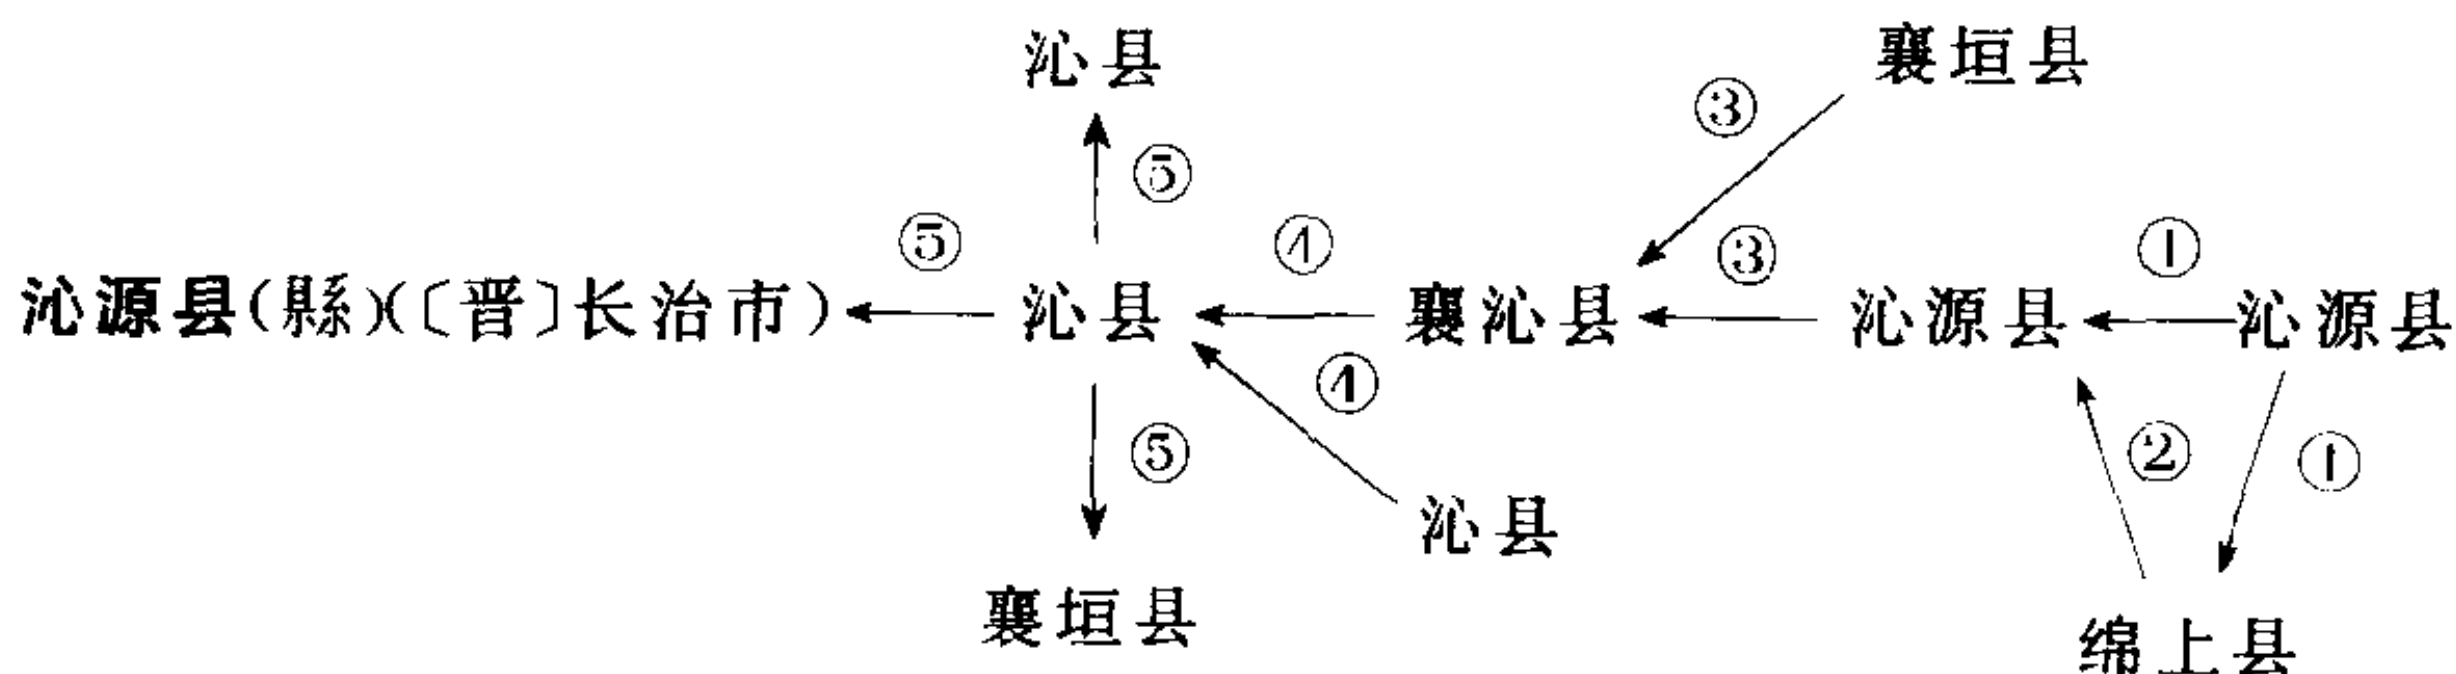 沁县 襄垣县
③
⑤
⑤ ④ ③ ①
沁源县(縣)(〔晋〕长治市) 沁县 襄沁县 沁源县 沁源县
④
⑤ ② ①
沁县
襄垣县 绵上县